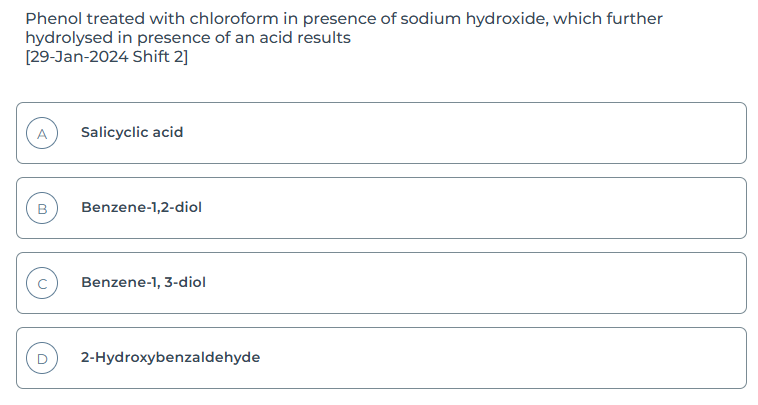 Phenol treated with chloroform in presence of sodium hydroxide, which further
hydrolysed in presence of an acid results
[29-Jan-2024 Shift 2]
A Salicyclic acid
B Benzene-1,2-diol
C Benzene-1, 3-diol
D 2-Hydroxybenzaldehyde